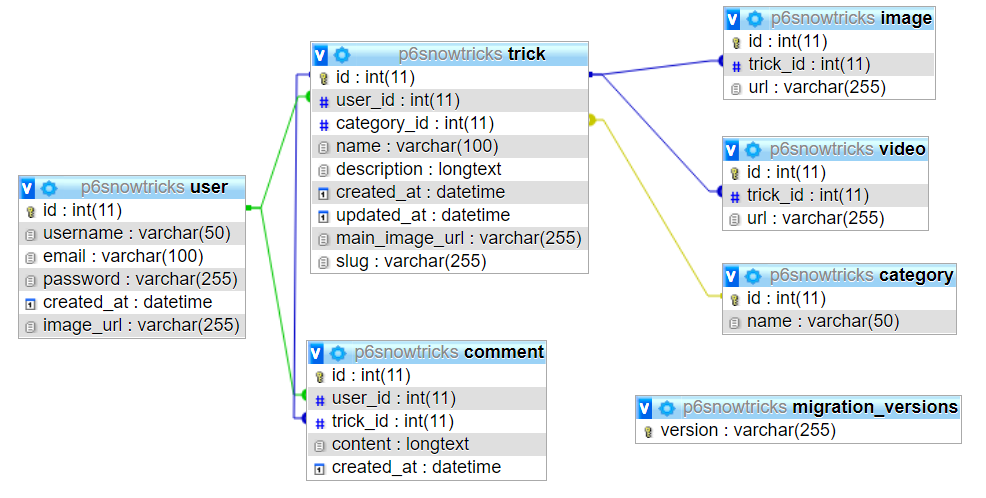 p6snowtricks user
id : int(11)
username : varchar(50)
email : varchar(100)
password : varchar(255)
created_at : datetime
image_url : varchar(255)
p6snowtricks trick
id : int(11)
user_id : int(11)
category_id : int(11)
name : varchar(100)
description : longtext
created_at : datetime
updated_at : datetime
main_image_url : varchar(255)
slug : varchar(255)
p6snowtricks comment
id : int(11)
user_id : int(11)
trick_id : int(11)
content : longtext
created_at : datetime
p6snowtricks image
id : int(11)
trick_id : int(11)
url : varchar(255)
p6snowtricks video
id : int(11)
trick_id : int(11)
url : varchar(255)
p6snowtricks category
id : int(11)
name : varchar(50)
p6snowtricks migration_versions
version : varchar(255)